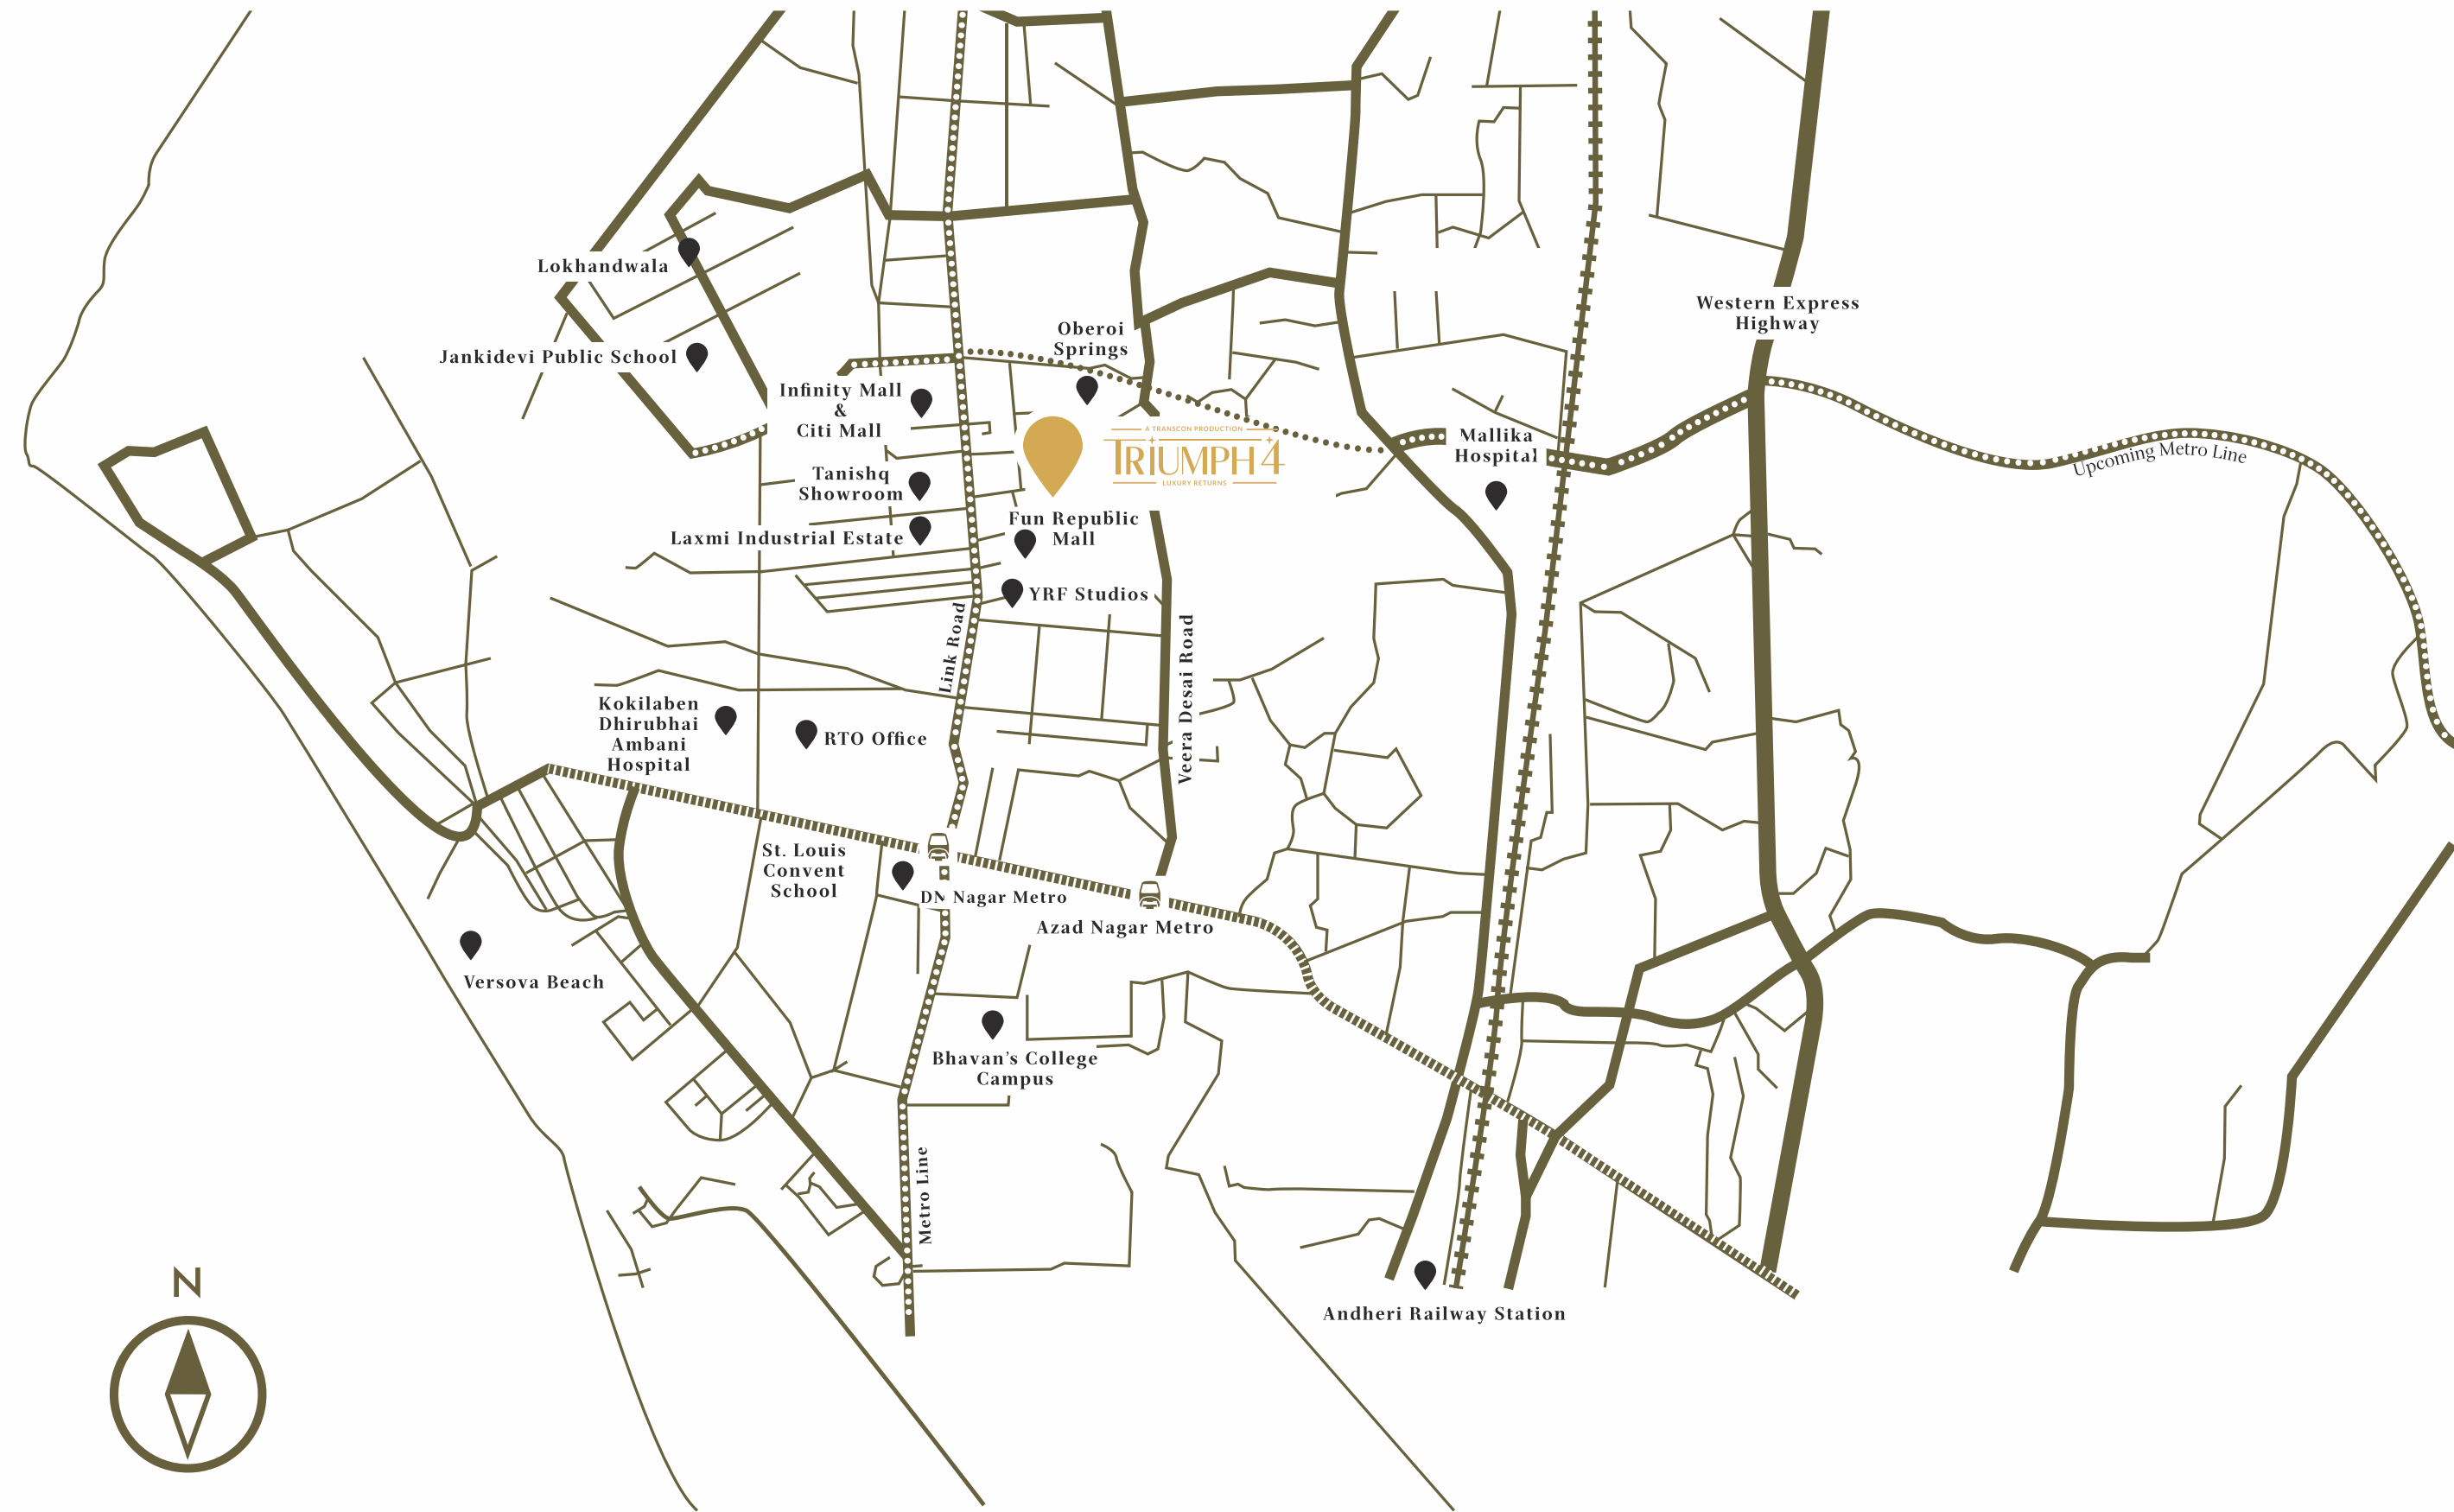 Lokhandwala
Western Express
Highway
Oberoi
Springs
Jankidevi Public School
Infinity Mall
&
Citi Mall
A TRANSCON PRODUCTION
TRIUMPH 4
LUXURY RETURNS
Mallika
Hospital
Upcoming Metro Line
Tanishq
Showroom
Fun Republic
Mall
Laxmi Industrial Estate
YRF Studios
Link Road
Veera Desai Road
Kokilaben
Dhirubhai
Ambani
Hospital
RTO Office
St. Louis
Convent
School
DN Nagar Metro
Azad Nagar Metro
Versova Beach
Bhavan's College
Campus
Metro Line
N
Andheri Railway Station